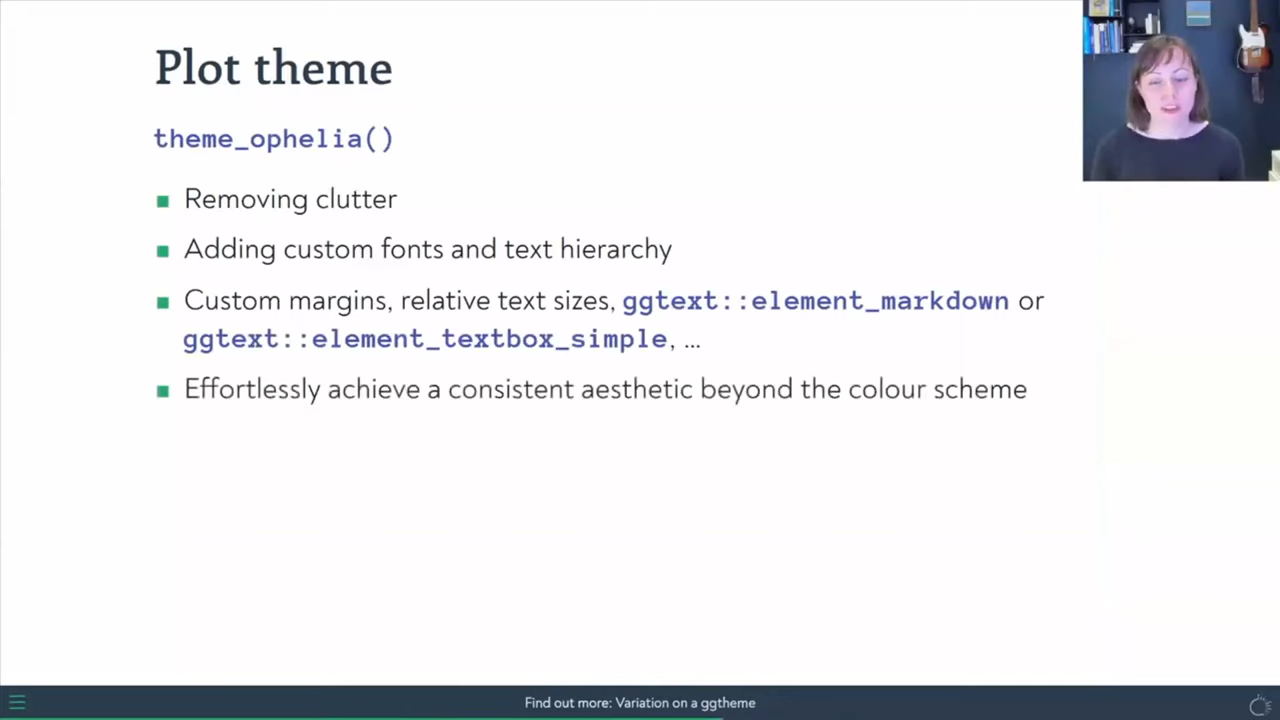 Plot theme
theme_ophelia()
Removing clutter
Adding custom fonts and text hierarchy
Custom margins, relative text sizes, ggtext::element_markdown or
ggtext::element_textbox_simple, ...
Effortlessly achieve a consistent aesthetic beyond the colour scheme
Find out more: Variation on a ggtheme